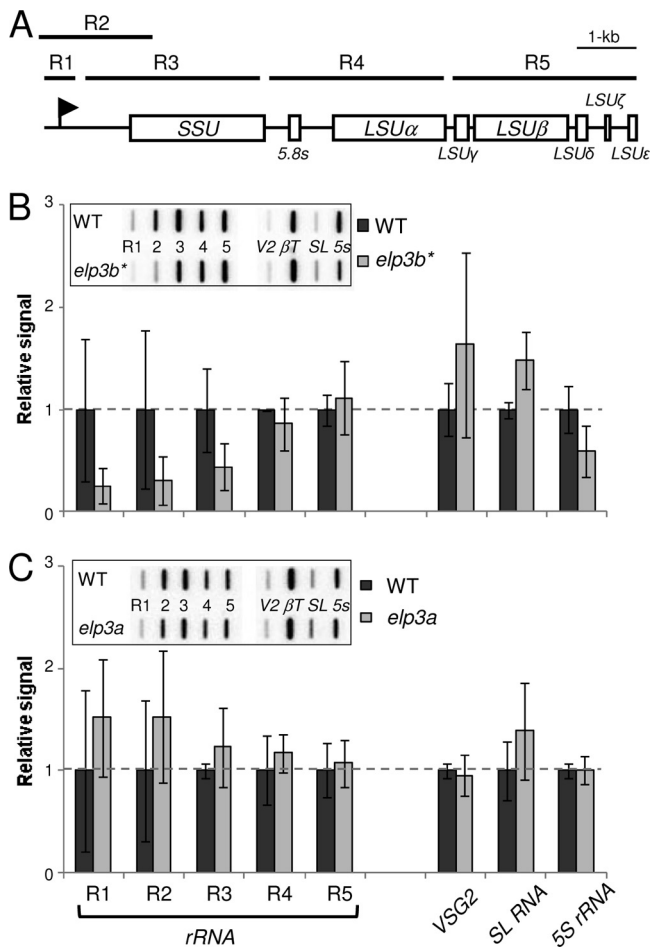 A
R2
1-kb
R1 R3 R4 R5
LSUζ
SSU LSUα LSUβ
5.8s LSUγ LSUδ LSUε
B
3
2
1
0
Relative signal
WT
R1 2 3 4 5 V2 βT SL 5s
elp3b*
WT
elp3b*
C
3
2
1
0
Relative signal
WT
R1 2 3 4 5 V2 βT SL 5s
elp3a
WT
elp3a
R1 R2 R3 R4 R5 VSG2 SL RNA 5S rRNA
rRNA